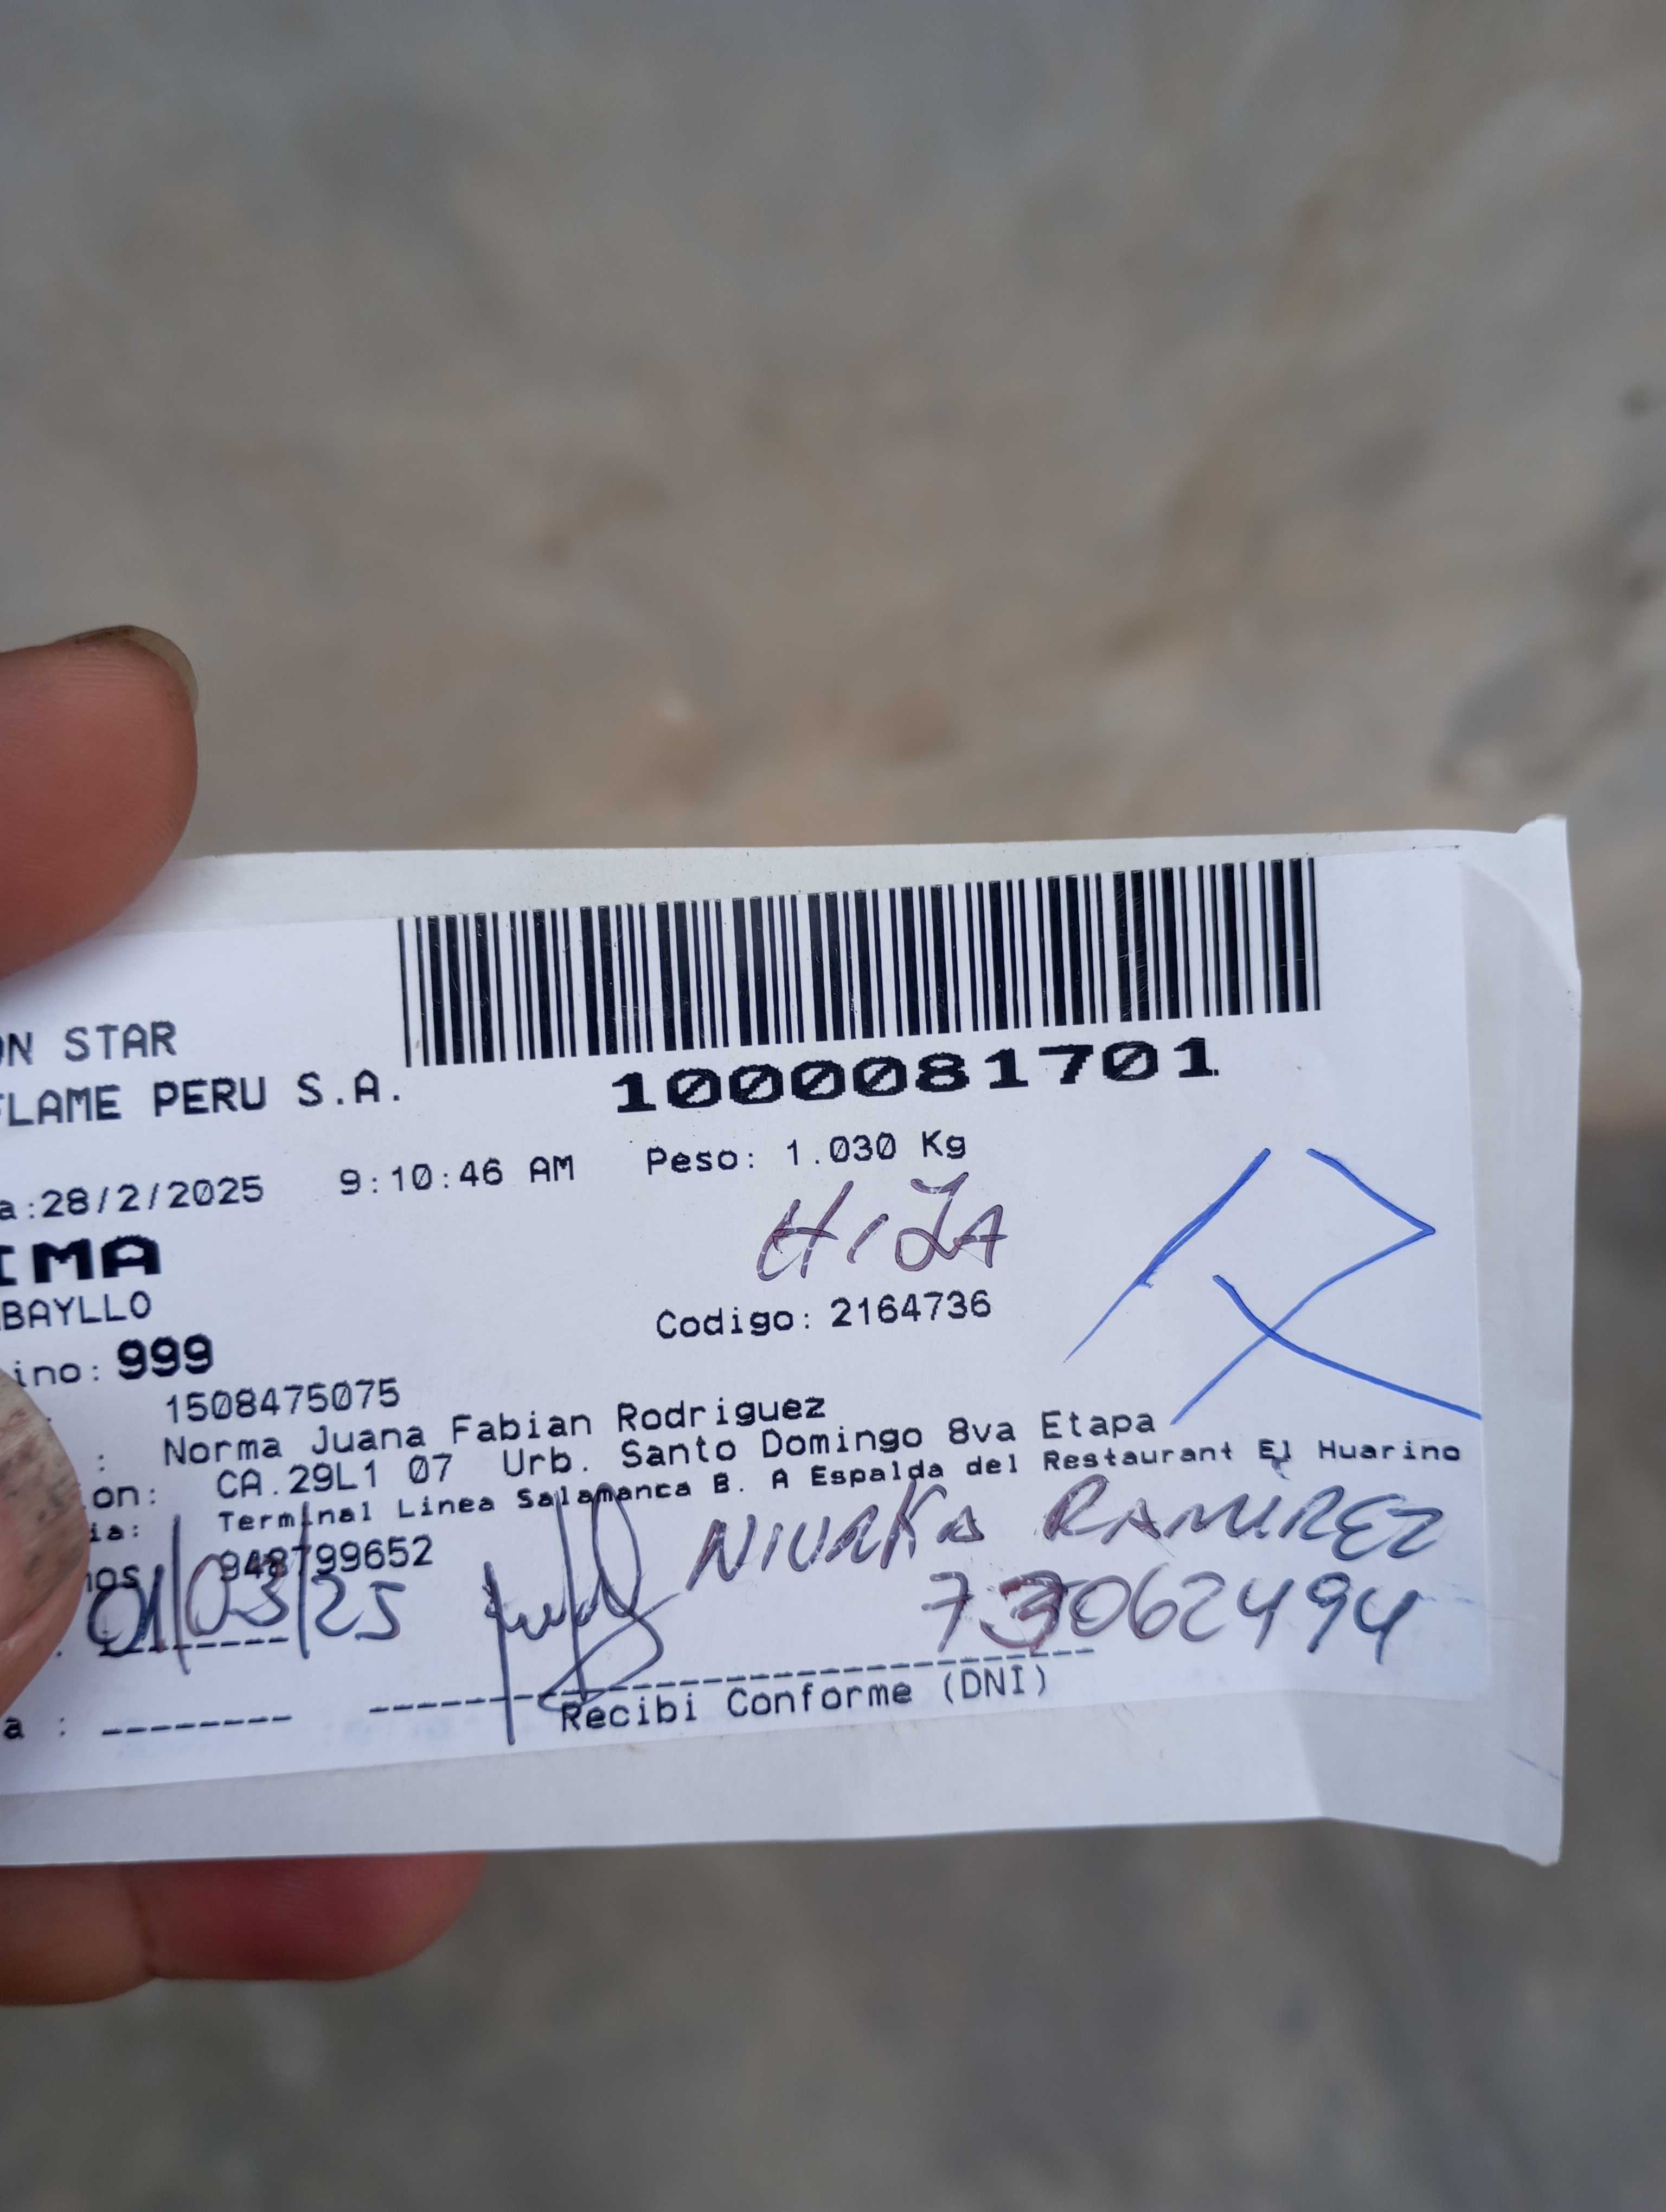 ON STAR
FLAME PERU S.A.
1000081701
a:28/2/2025 9:10:46 AM Peso: 1.030 Kg
HIJA
IMA
BAYLLO
Codigo: 2164736
ino: 999
1508475075
: Norma Juana Fabian Rodriguez
on: CA.29L1 07 Urb. Santo Domingo 8va Etapa
ia: Terminal Linea Salamanca B. A Espalda del Restaurant El Huarino
nos 948799652
NIURKA RAMIREZ
01/03/25
73062494
Recibi Conforme (DNI)
a :